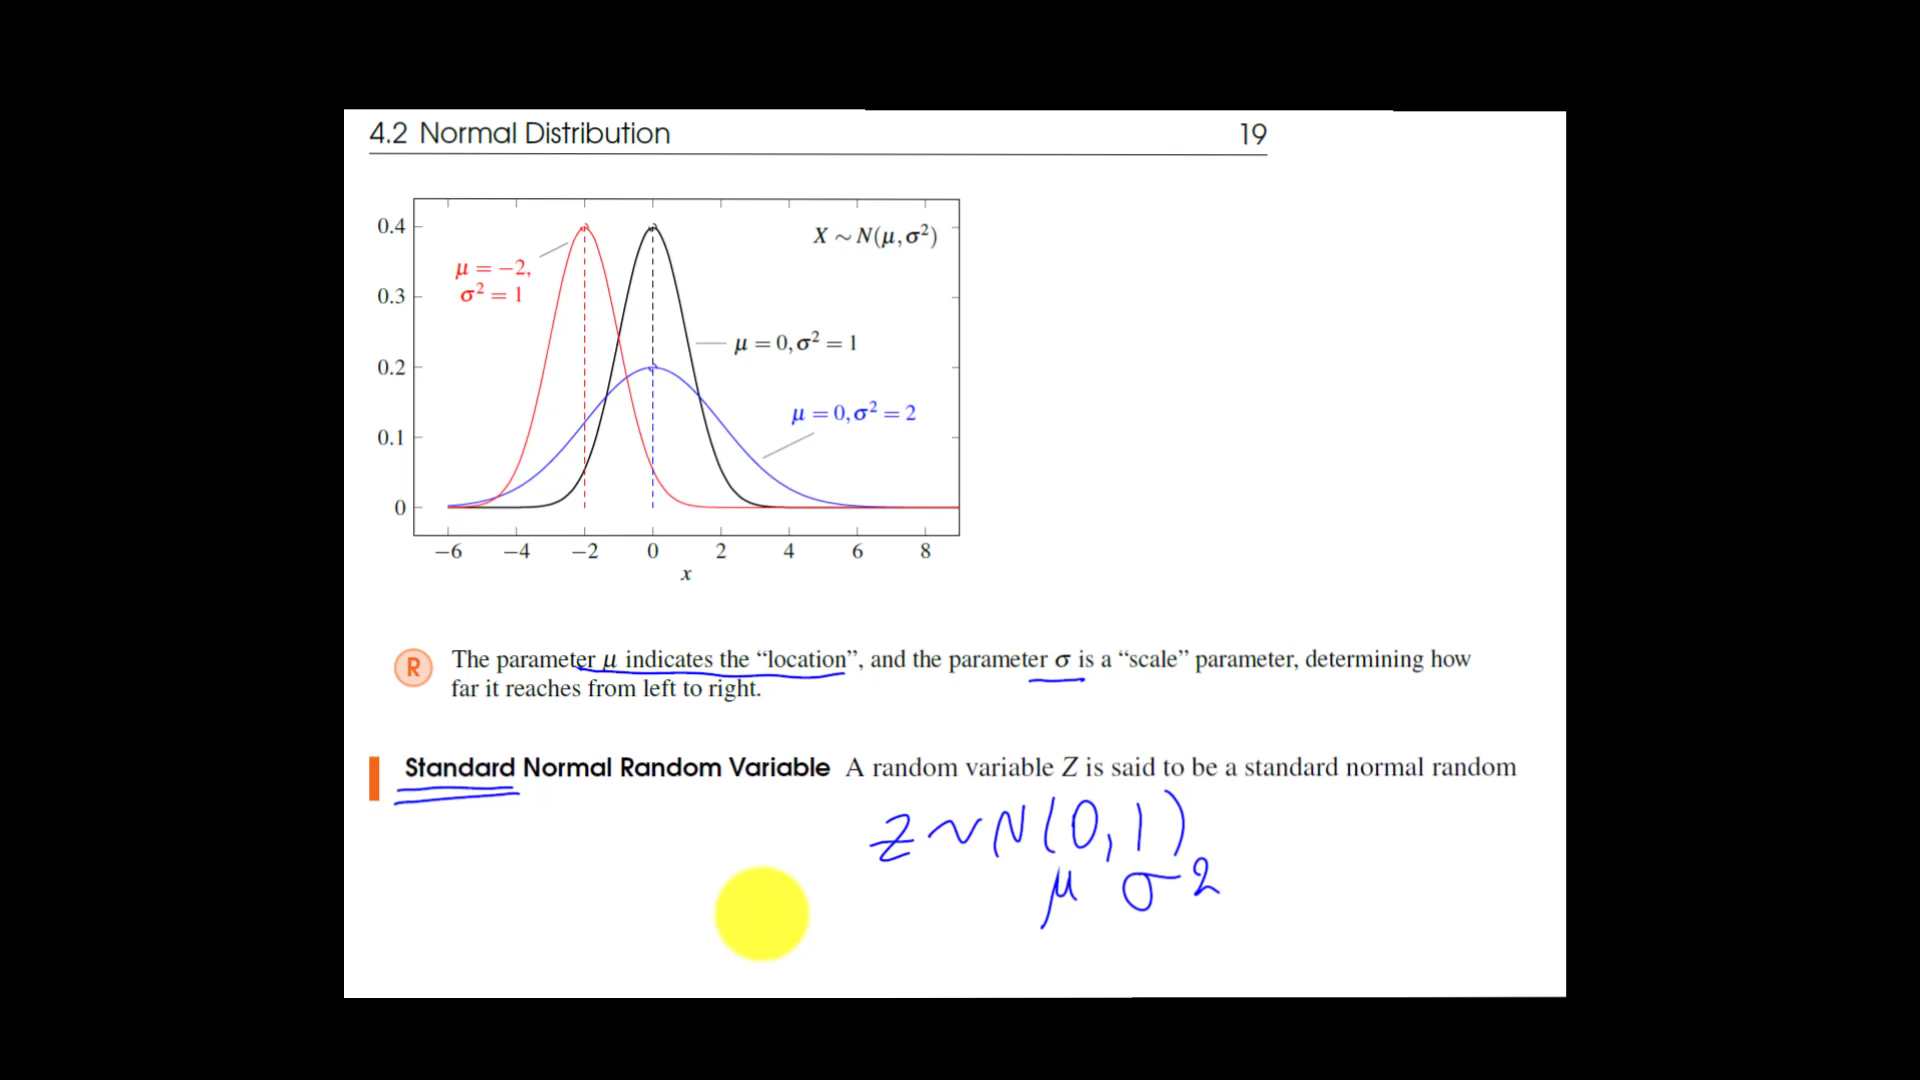 4.2 Normal Distribution 19
0.4
0.3
0.2
0.1
0
−6 −4 −2 0 2 4 6 8
x
X ∼ N(μ, σ²)
μ = −2,
σ² = 1
μ = 0, σ² = 1
μ = 0, σ² = 2
R
The parameter μ indicates the “location”, and the parameter σ is a “scale” parameter, determining how
far it reaches from left to right.
Standard Normal Random Variable A random variable Z is said to be a standard normal random
Z ~ N(0, 1)
μ σ²